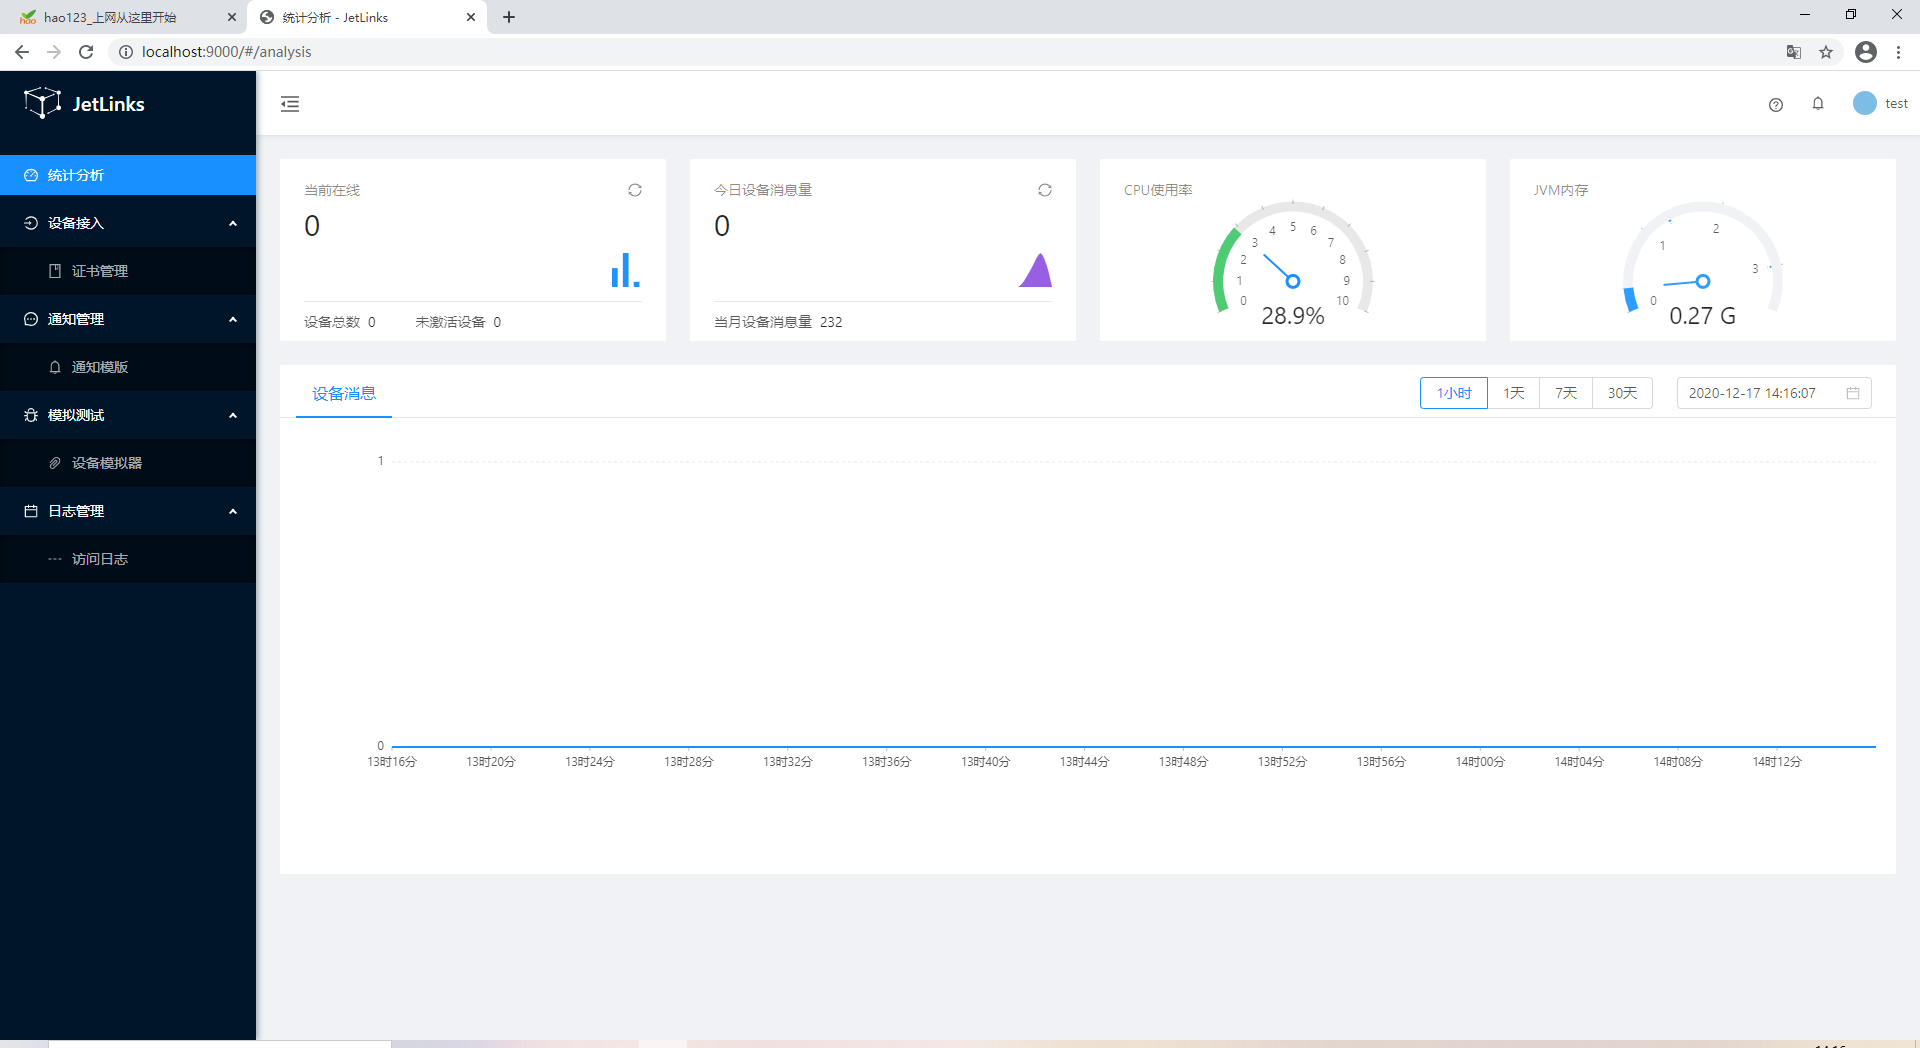 hao123_上网从这里开始
统计分析 - JetLinks
localhost:9000/#/analysis
JetLinks
test
统计分析
设备接入
证书管理
通知管理
通知模版
模拟测试
设备模拟器
日志管理
访问日志
当前在线
0
设备总数 0 未激活设备 0
今日设备消息量
0
当月设备消息量 232
CPU使用率
0 1 2 3 4 5 6 7 8 9 10
28.9%
JVM内存
0 1 2 3
0.27 G
设备消息
1小时 1天 7天 30天 2020-12-17 14:16:07
1
0
13时16分 13时20分 13时24分 13时28分 13时32分 13时36分 13时40分 13时44分 13时48分 13时52分 13时56分 14时00分 14时04分 14时08分 14时12分